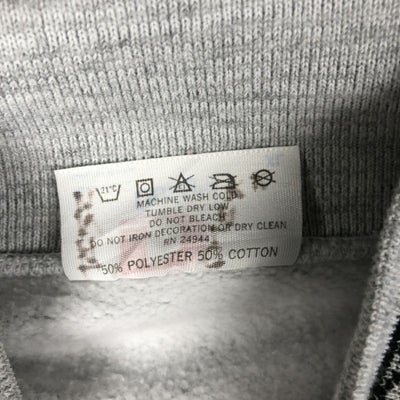 21°C
MACHINE WASH COLD
TUMBLE DRY LOW
DO NOT BLEACH
DO NOT IRON DECORATION OR DRY CLEAN
RN 24944
50% POLYESTER 50% COTTON